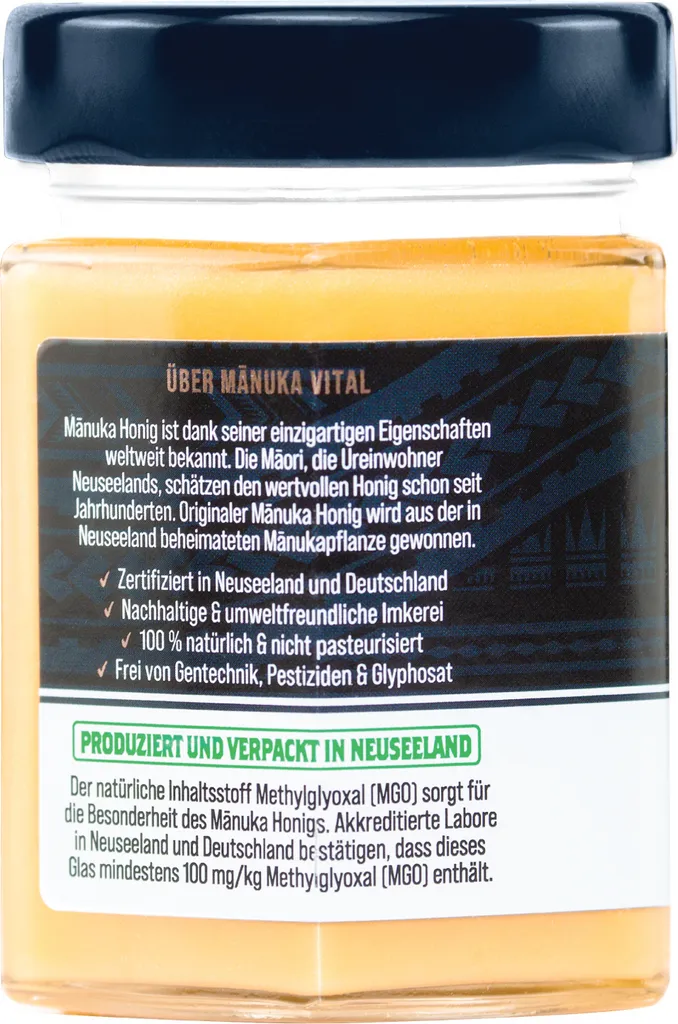 ÜBER MĀNUKA VITAL
Mānuka Honig ist dank seiner einzigartigen Eigenschaften
weltweit bekannt. Die Māori, die Ureinwohner
Neuseelands, schätzen den wertvollen Honig schon seit
Jahrhunderten. Originaler Mānuka Honig wird aus der in
Neuseeland beheimateten Mānukapflanze gewonnen.
✓ Zertifiziert in Neuseeland und Deutschland
✓ Nachhaltige & umweltfreundliche Imkerei
✓ 100 % natürlich & nicht pasteurisiert
✓ Frei von Gentechnik, Pestiziden & Glyphosat
PRODUZIERT UND VERPACKT IN NEUSEELAND
Der natürliche Inhaltsstoff Methylglyoxal (MGO) sorgt für
die Besonderheit des Mānuka Honigs. Akkreditierte Labore
in Neuseeland und Deutschland bestätigen, dass dieses
Glas mindestens 100 mg/kg Methylglyoxal (MGO) enthält.